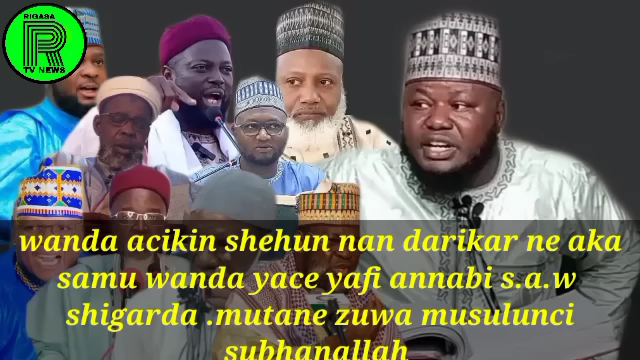 RIGASA
R
TV NEWS
wanda acikin shehun nan darikar ne aka
samu wanda yace yafi annabi s.a.w
shigarda .mutane zuwa musulunci
subhanallah